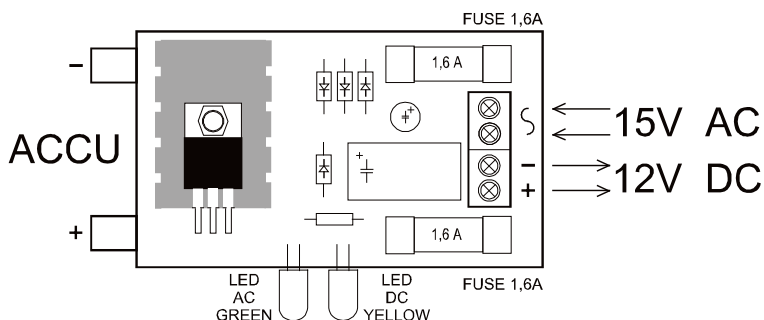 FUSE 1,6A
1,6 A
−
ACCU
+
15V AC
−
12V DC
+
+
+
1,6 A
FUSE 1,6A
LED
AC
GREEN
LED
DC
YELLOW